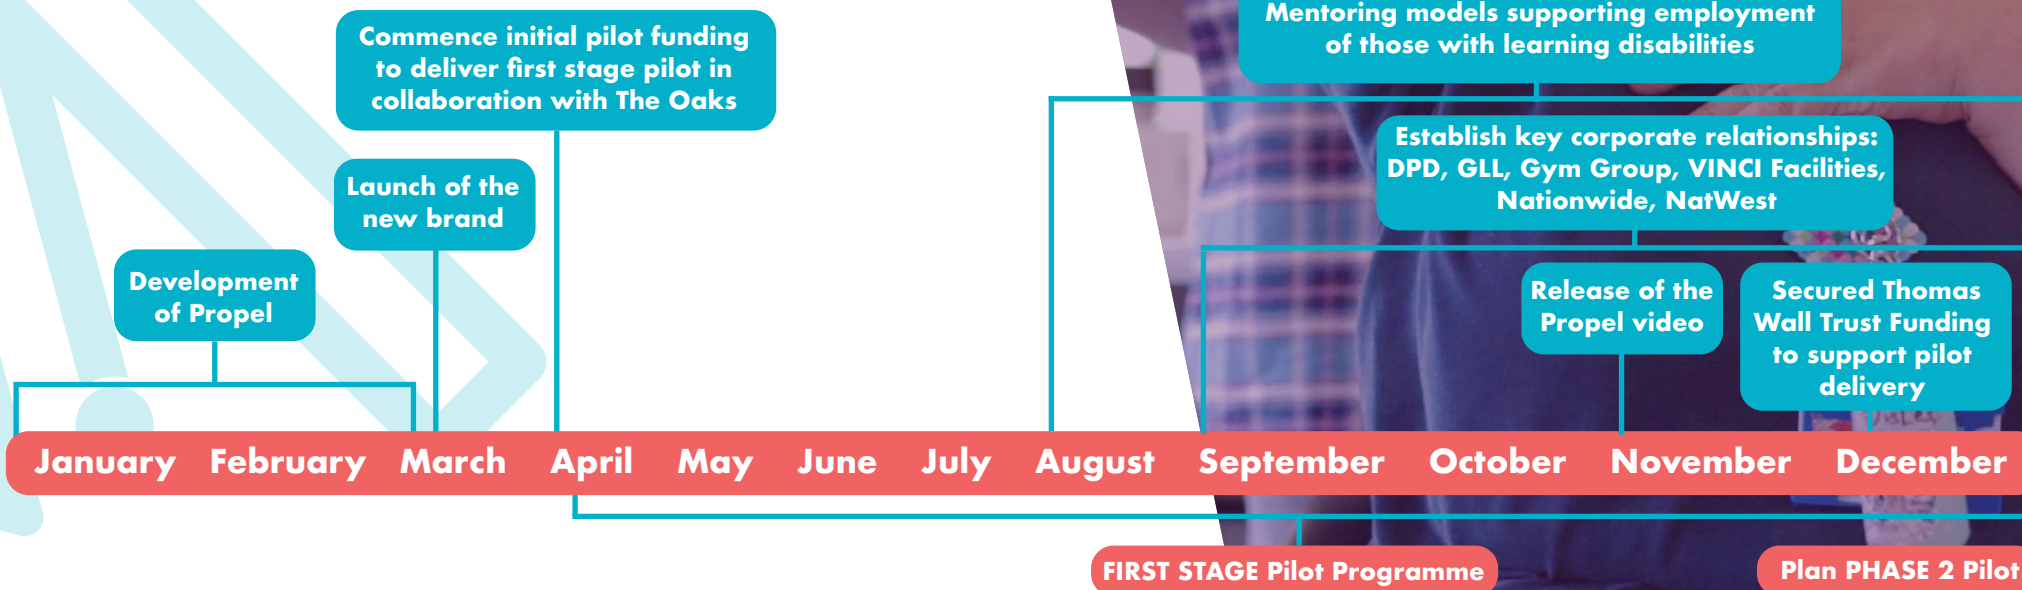 Commence initial pilot funding
to deliver first stage pilot in
collaboration with The Oaks
Launch of the
new brand
Development
of Propel
Mentoring models supporting employment
of those with learning disabilities
Establish key corporate relationships:
DPD, GLL, Gym Group, VINCI Facilities,
Nationwide, NatWest
Release of the
Propel video
Secured Thomas
Wall Trust Funding
to support pilot
delivery
January February March April May June July August September October November December
FIRST STAGE Pilot Programme
Plan PHASE 2 Pilot